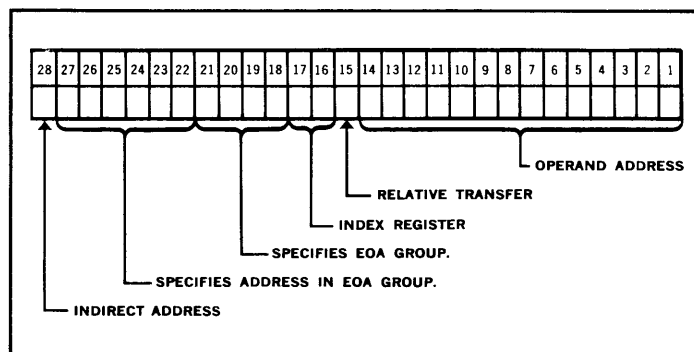 28 27 26 25 24 23 22 21 20 19 18 17 16 15 14 13 12 11 10 9 8 7 6 5 4 3 2 1
OPERAND ADDRESS
RELATIVE TRANSFER
INDEX REGISTER
SPECIFIES EOA GROUP.
SPECIFIES ADDRESS IN EOA GROUP.
INDIRECT ADDRESS